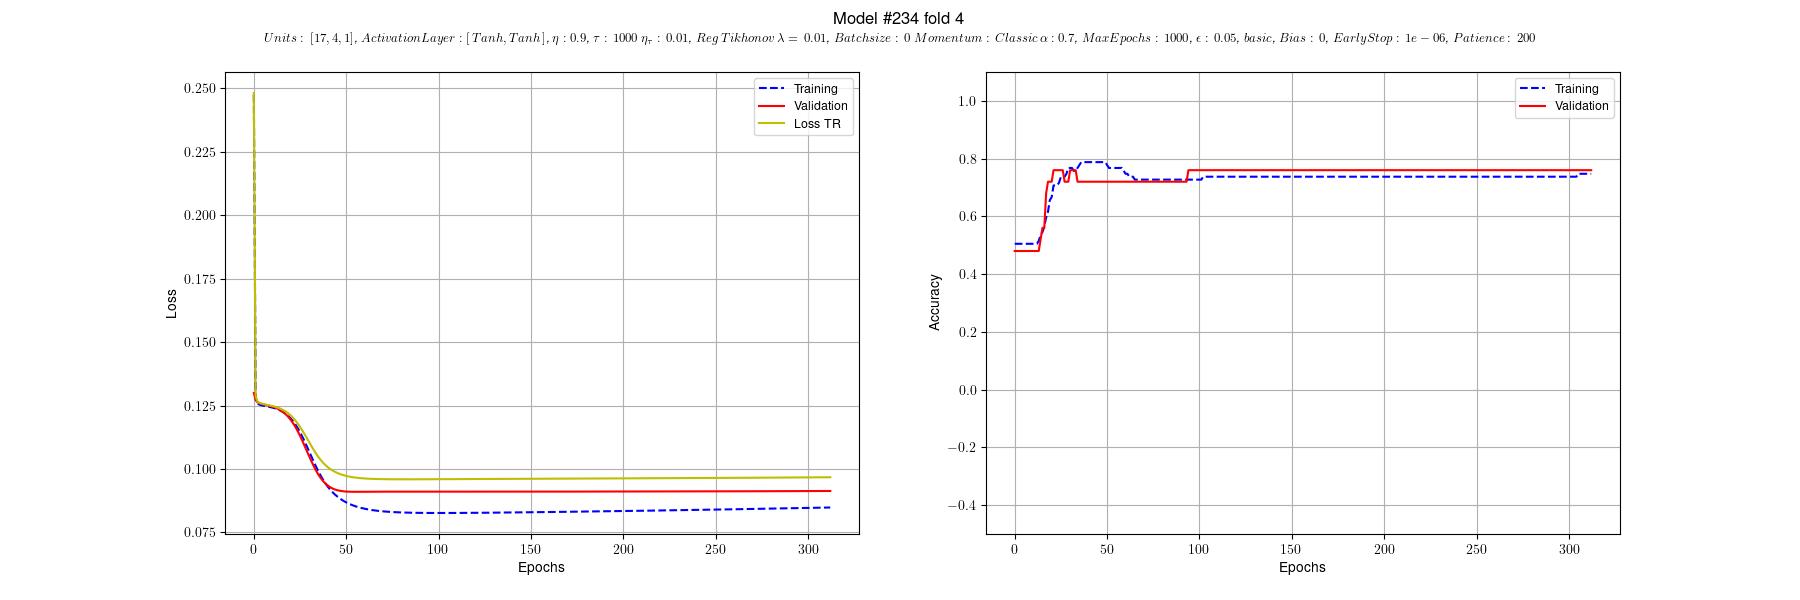 Model #234 fold 4
Units : [17, 4, 1], ActivationLayer : [Tanh, Tanh], η : 0.9, τ : 1000 ητ : 0.01, Reg Tikhonov λ = 0.01, Batchsize : 0 Momentum : Classic α : 0.7, MaxEpochs : 1000, ϵ : 0.05, basic, Bias : 0, EarlyStop : 1e − 06, Patience : 200
0.250
0.225
0.200
0.175
0.150
0.125
0.100
0.075
Loss
Training
Validation
Loss TR
0 50 100 150 200 250 300
Epochs
1.0
0.8
0.6
0.4
0.2
0.0
−0.2
−0.4
Accuracy
Training
Validation
0 50 100 150 200 250 300
Epochs